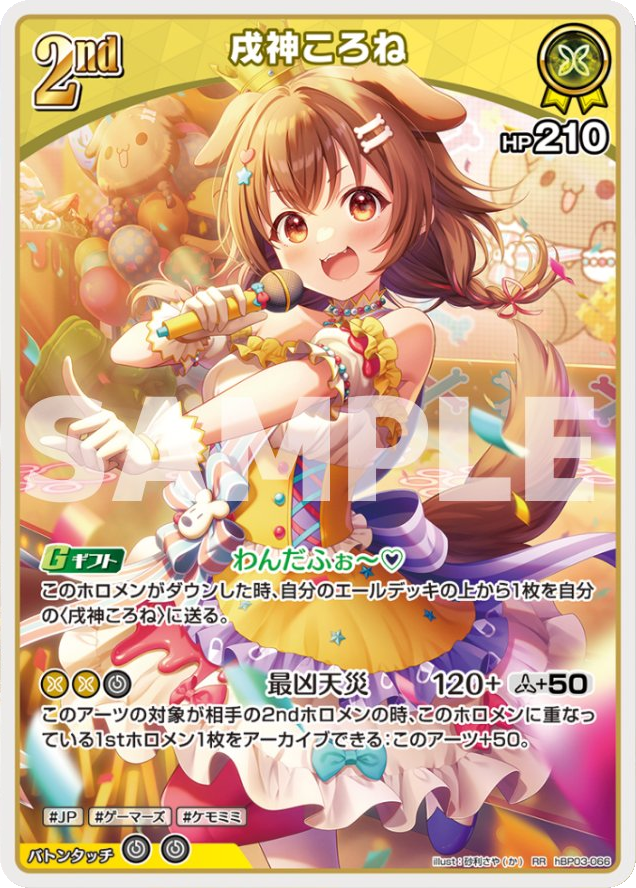 2nd
戌神ころね
HP210
SAMPLE
Gギフト わんだふぉ〜♡
このホロメンがダウンした時、自分のエールデッキの上から1枚を自分
の〈戌神ころね〉に送る。
最凶天災 120+ +50
このアーツの対象が相手の2ndホロメンの時、このホロメンに重なっ
ている1stホロメン1枚をアーカイブできる：このアーツ+50。
#JP #ゲーマーズ #ケモミミ
バトンタッチ
illust：砂利さや(か) RR hBP03-066